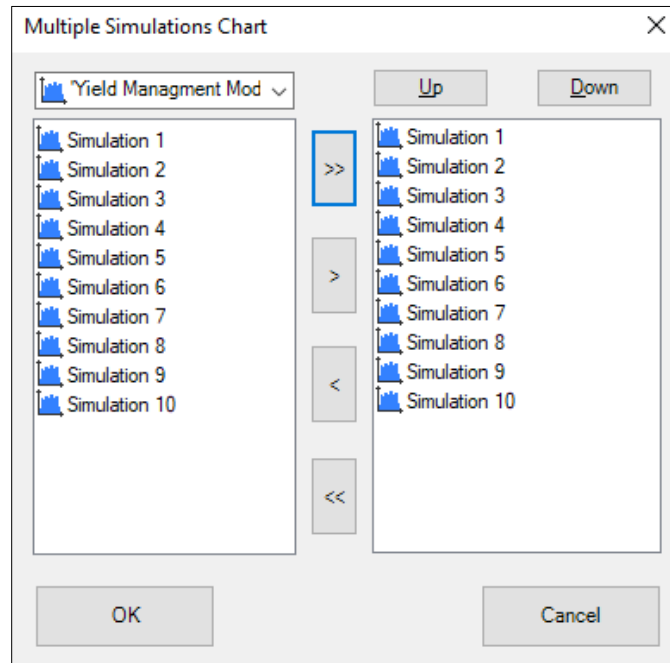 Multiple Simulations Chart
"Yield Managment Mod
Up
Down
Simulation 1
Simulation 2
Simulation 3
Simulation 4
Simulation 5
Simulation 6
Simulation 7
Simulation 8
Simulation 9
Simulation 10
>>
>
<
<<
Simulation 1
Simulation 2
Simulation 3
Simulation 4
Simulation 5
Simulation 6
Simulation 7
Simulation 8
Simulation 9
Simulation 10
OK
Cancel